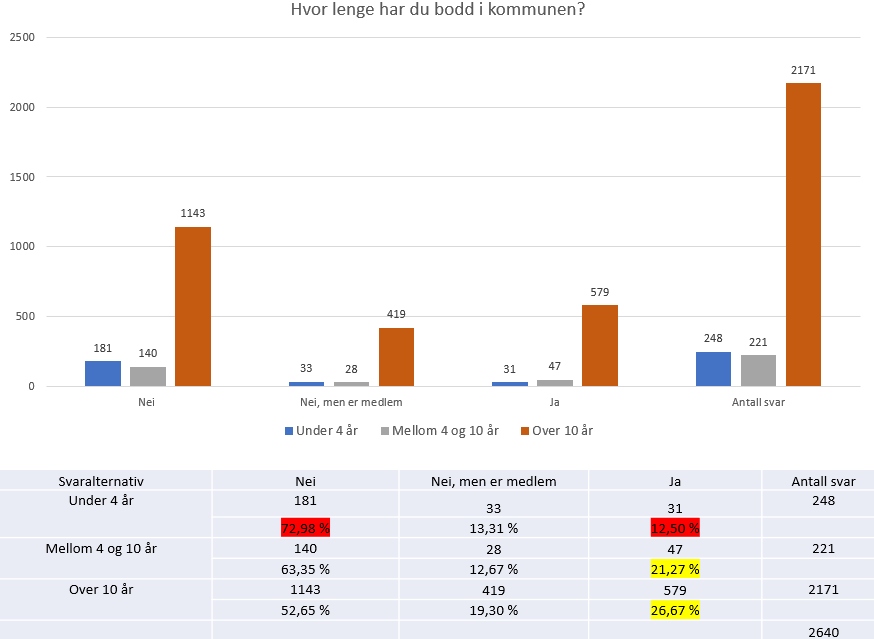 Hvor lenge har du bodd i kommunen?
2500
2000
1500
1000
500
0
181 140 1143
33 28 419
31 47 579
248 221 2171
Nei Nei, men er medlem Ja Antall svar
Under 4 år Mellom 4 og 10 år Over 10 år
Svaralternativ Nei Nei, men er medlem Ja Antall svar
Under 4 år 181 33 31 248
72,98 % 13,31 % 12,50 %
Mellom 4 og 10 år 140 28 47 221
63,35 % 12,67 % 21,27 %
Over 10 år 1143 419 579 2171
52,65 % 19,30 % 26,67 %
2640